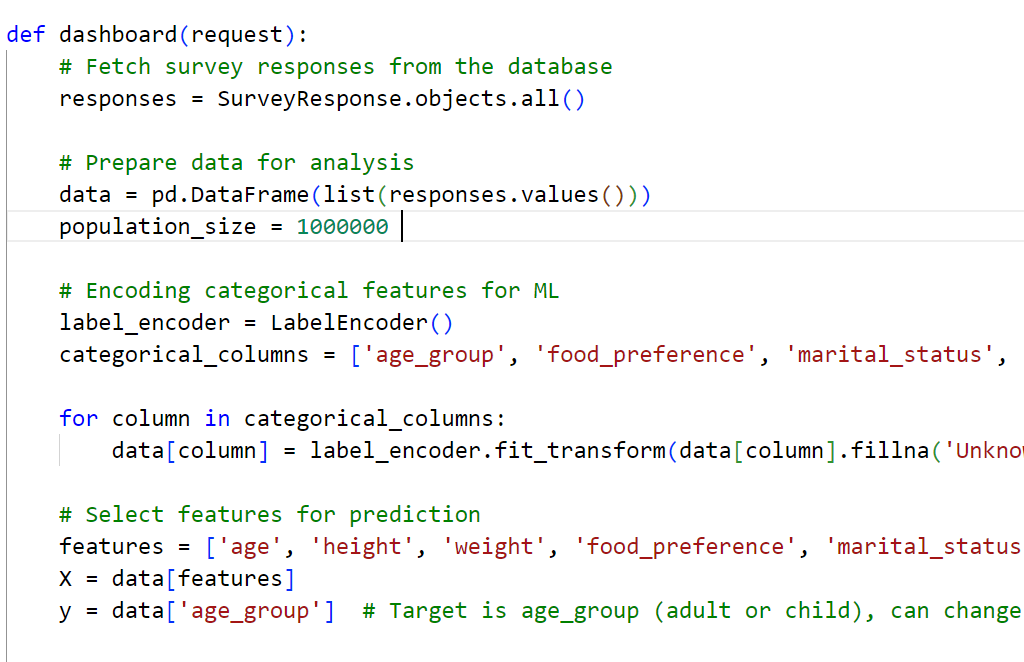 def dashboard(request):
    # Fetch survey responses from the database
    responses = SurveyResponse.objects.all()
    # Prepare data for analysis
    data = pd.DataFrame(list(responses.values()))
    population_size = 1000000
    # Encoding categorical features for ML
    label_encoder = LabelEncoder()
    categorical_columns = ['age_group', 'food_preference', 'marital_status',
    for column in categorical_columns:
        data[column] = label_encoder.fit_transform(data[column].fillna('Unkno
    # Select features for prediction
    features = ['age', 'height', 'weight', 'food_preference', 'marital_status
    X = data[features]
    y = data['age_group']  # Target is age_group (adult or child), can change